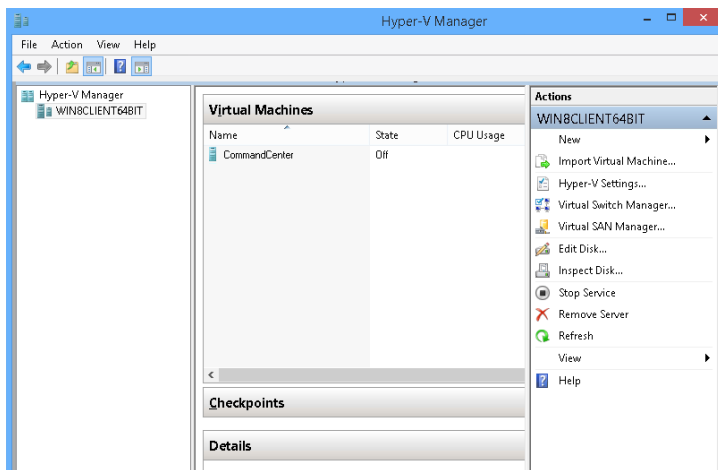 Hyper-V Manager
File Action View Help
Hyper-V Manager
WIN8CLIENT64BIT
Virtual Machines
Name State CPU Usage
CommandCenter Off
Checkpoints
Details
Actions
WIN8CLIENT64BIT
New
Import Virtual Machine...
Hyper-V Settings...
Virtual Switch Manager...
Virtual SAN Manager...
Edit Disk...
Inspect Disk...
Stop Service
Remove Server
Refresh
View
Help